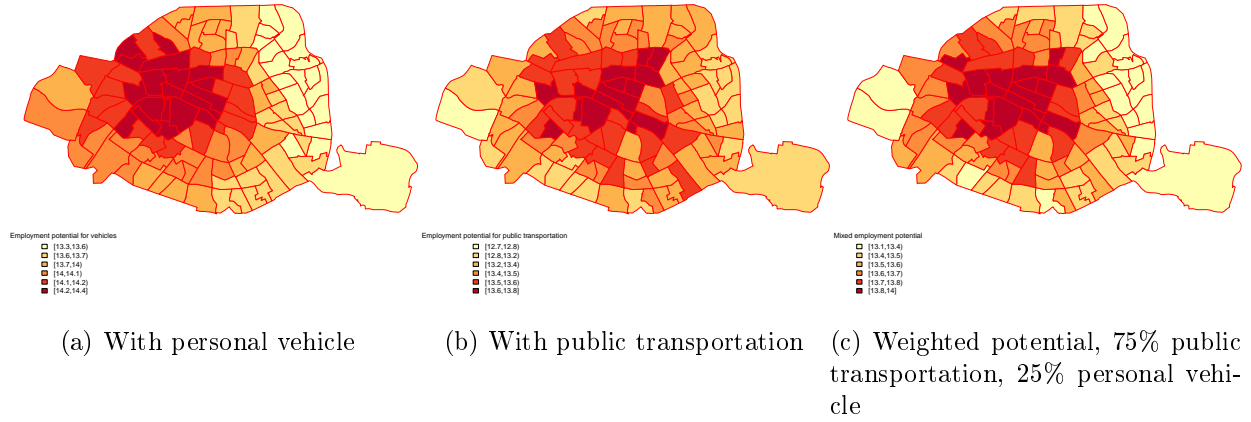 Employment potential for vehicles
[13.3,13.6)
[13.6,13.7)
[13.7,14)
[14,14.1)
[14.1,14.2)
[14.2,14.4]
Employment potential for public transportation
[12.7,12.8)
[12.8,13.2)
[13.2,13.4)
[13.4,13.5)
[13.5,13.6)
[13.6,13.8]
Mixed employment potential
[13.1,13.4)
[13.4,13.5)
[13.5,13.6)
[13.6,13.7)
[13.7,13.8)
[13.8,14]
(a) With personal vehicle
(b) With public transportation
(c) Weighted potential, 75% public
transportation, 25% personal vehi-
cle